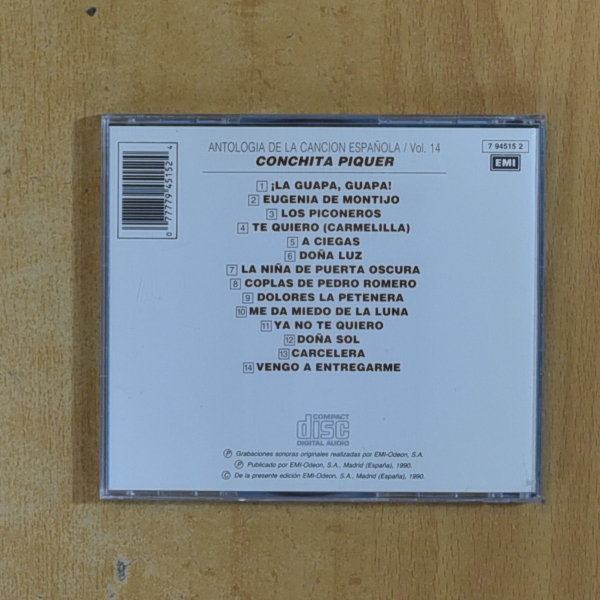 ANTOLOGIA DE LA CANCION ESPAÑOLA / Vol. 14
CONCHITA PIQUER
7 94515 2
EMI
0 77779 45152 4
1 ¡LA GUAPA, GUAPA!
2 EUGENIA DE MONTIJO
3 LOS PICONEROS
4 TE QUIERO (CARMELILLA)
5 A CIEGAS
6 DOÑA LUZ
7 LA NIÑA DE PUERTA OSCURA
8 COPLAS DE PEDRO ROMERO
9 DOLORES LA PETENERA
10 ME DA MIEDO DE LA LUNA
11 YA NO TE QUIERO
12 DOÑA SOL
13 CARCELERA
14 VENGO A ENTREGARME
COMPACT
disc
DIGITAL AUDIO
Ⓟ Grabaciones sonoras originales realizadas por EMI-Odeon, S.A.
Ⓟ Publicado por EMI-Odeon, S.A., Madrid (España), 1990.
© De la presente edición EMI-Odeon, S.A., Madrid (España), 1990.